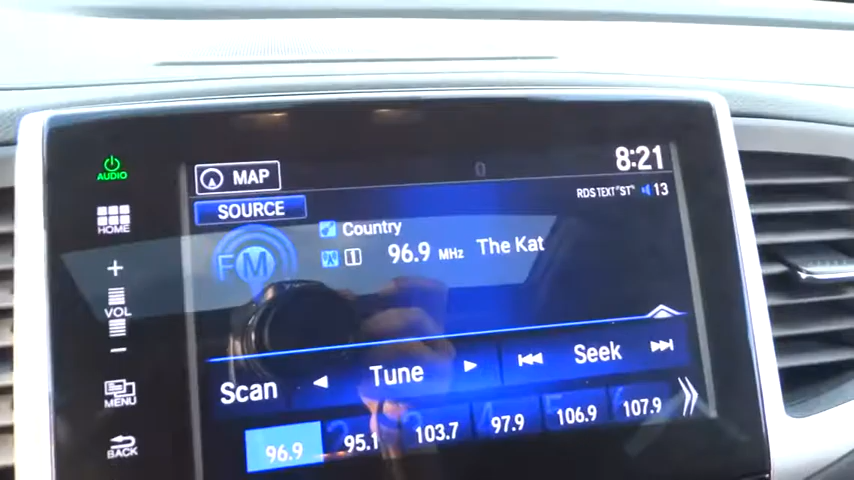 MAP
8:21
AUDIO
SOURCE
RDS TEXT "ST" 13
HOME
Country
FM
1 96.9 MHz The Kat
+
VOL
-
Scan Tune Seek
MENU
96.9 95.1 103.7 97.9 106.9 107.9
BACK